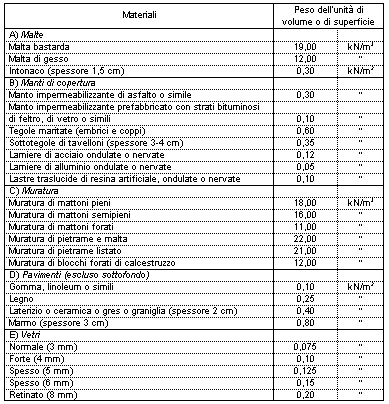 Materiali Peso dell'unità di
volume o di superficie
A) Malte
Malta bastarda 19,00 kN/m³
Malta di gesso 12,00 "
Intonaco (spessore 1,5 cm) 0,30 kN/m²
B) Manti di copertura
Manto impermeabilizzante di asfalto o simile 0,30 "
Manto impermeabilizzante prefabbricato con strati bituminosi
di feltro, di vetro o simili 0,10 "
Tegole maritate (embrici e coppi) 0,60 "
Sottotegole di tavelloni (spessore 3-4 cm) 0,35 "
Lamiere di acciaio ondulate o nervate 0,12 "
Lamiere di alluminio ondulate o nervate 0,05 "
Lastre traslucide di resina artificiale, ondulate o nervate 0,10 "
C) Muratura
Muratura di mattoni pieni 18,00 kN/m³
Muratura di mattoni semipieni 16,00 "
Muratura di mattoni forati 11,00 "
Muratura di pietrame e malta 22,00 "
Muratura di pietrame listato 21,00 "
Muratura di blocchi forati di calcestruzzo 12,00 "
D) Pavimenti (escluso sottofondo)
Gomma, linoleum o simili 0,10 kN/m²
Legno 0,25 "
Laterizio o ceramica o gres o graniglia (spessore 2 cm) 0,40 "
Marmo (spessore 3 cm) 0,80 "
E) Vetri
Normale (3 mm) 0,075 "
Forte (4 mm) 0,10 "
Spesso (5 mm) 0,125 "
Spesso (6 mm) 0,15 "
Retinato (8 mm) 0,20 "